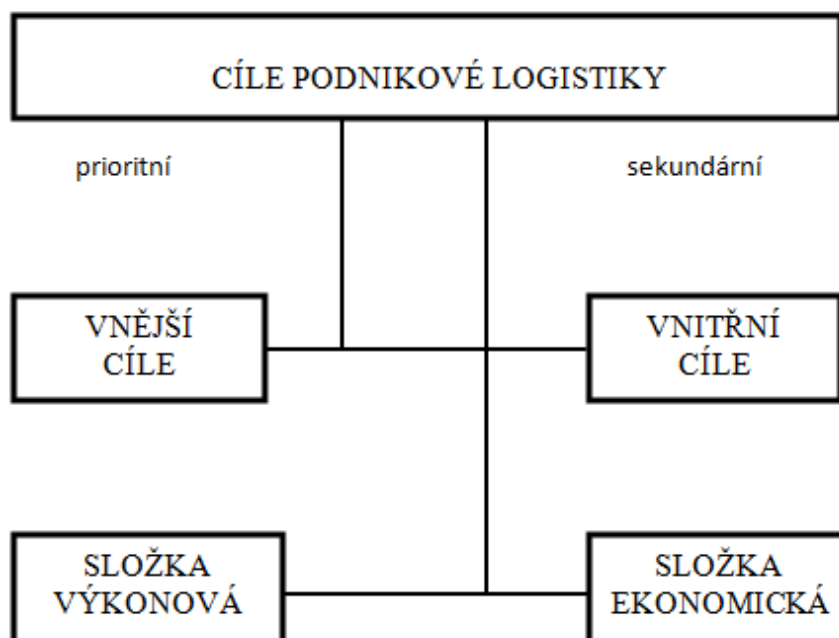 CÍLE PODNIKOVÉ LOGISTIKY
prioritní
sekundární
VNĚJŠÍ
CÍLE
VNITŘNÍ
CÍLE
SLOŽKA
VÝKONOVÁ
SLOŽKA
EKONOMICKÁ